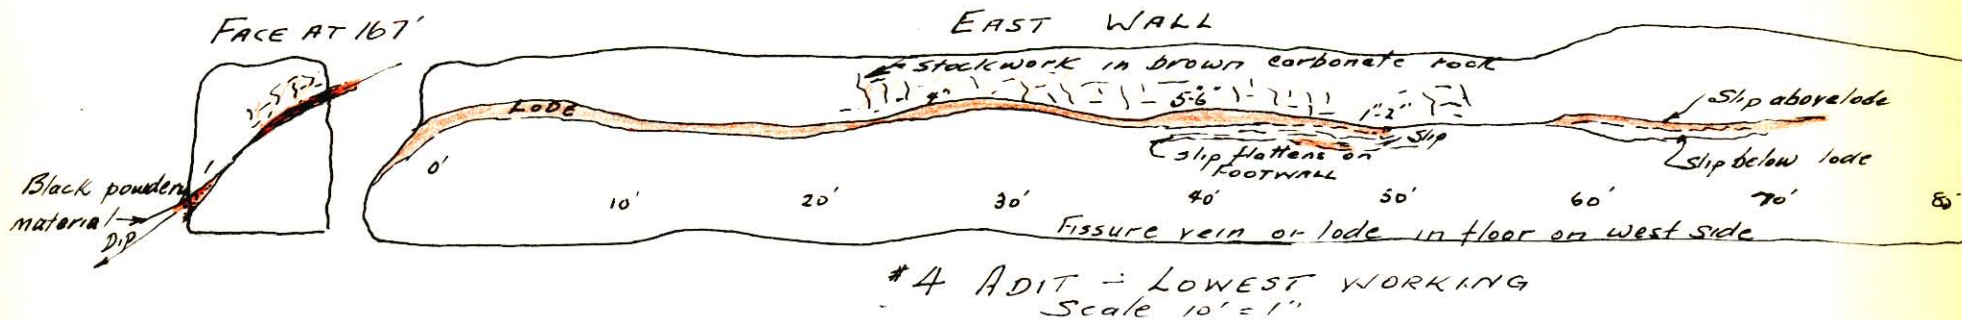 FACE AT 167'
Black powdery
material
DIP
1'
EAST WALL
stockwork in brown carbonate rock
LODE
4"
5-6"
1"-2"
Slip
slip flattens on
FOOTWALL
Slip above lode
Slip below lode
0'
10'
20'
30'
40'
50'
60'
70'
80'
Fissure vein or lode in floor on west side
#4 ADIT - LOWEST WORKING
Scale 10' = 1"